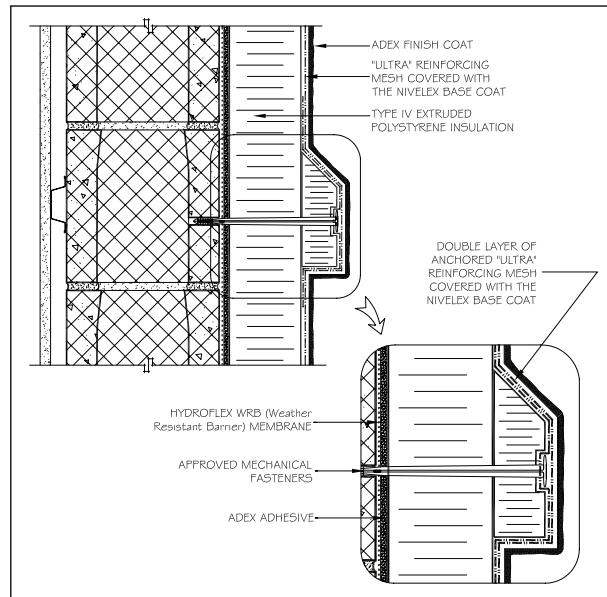 ADEX FINISH COAT
"ULTRA" REINFORCING
MESH COVERED WITH
THE NIVELEX BASE COAT
TYPE IV EXTRUDED
POLYSTYRENE INSULATION
DOUBLE LAYER OF
ANCHORED "ULTRA"
REINFORCING MESH
COVERED WITH THE
NIVELEX BASE COAT
HYDROFLEX WRB (Weather
Resistant Barrier) MEMBRANE
APPROVED MECHANICAL
FASTENERS
ADEX ADHESIVE